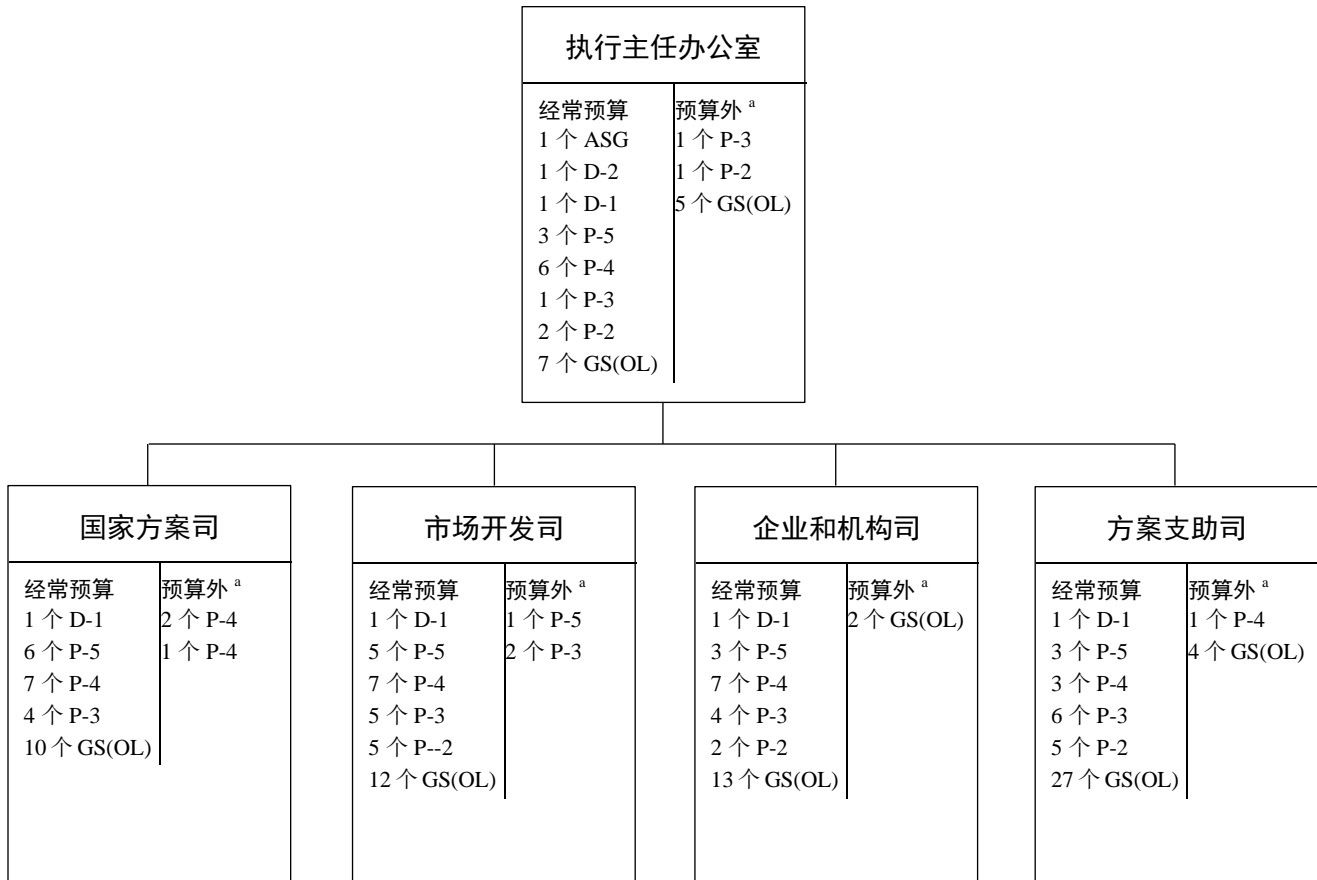 执行主任办公室
经常预算
1 个 ASG
1 个 D-2
1 个 D-1
3 个 P-5
6 个 P-4
1 个 P-3
2 个 P-2
7 个 GS(OL)
预算外 a
1 个 P-3
1 个 P-2
5 个 GS(OL)
国家方案司
经常预算
1 个 D-1
6 个 P-5
7 个 P-4
4 个 P-3
10 个 GS(OL)
预算外 a
2 个 P-4
1 个 P-4
市场开发司
经常预算
1 个 D-1
5 个 P-5
7 个 P-4
5 个 P-3
5 个 P--2
12 个 GS(OL)
预算外 a
1 个 P-5
2 个 P-3
企业和机构司
经常预算
1 个 D-1
3 个 P-5
7 个 P-4
4 个 P-3
2 个 P-2
13 个 GS(OL)
预算外 a
2 个 GS(OL)
方案支助司
经常预算
1 个 D-1
3 个 P-5
3 个 P-4
6 个 P-3
5 个 P-2
27 个 GS(OL)
预算外 a
1 个 P-4
4 个 GS(OL)